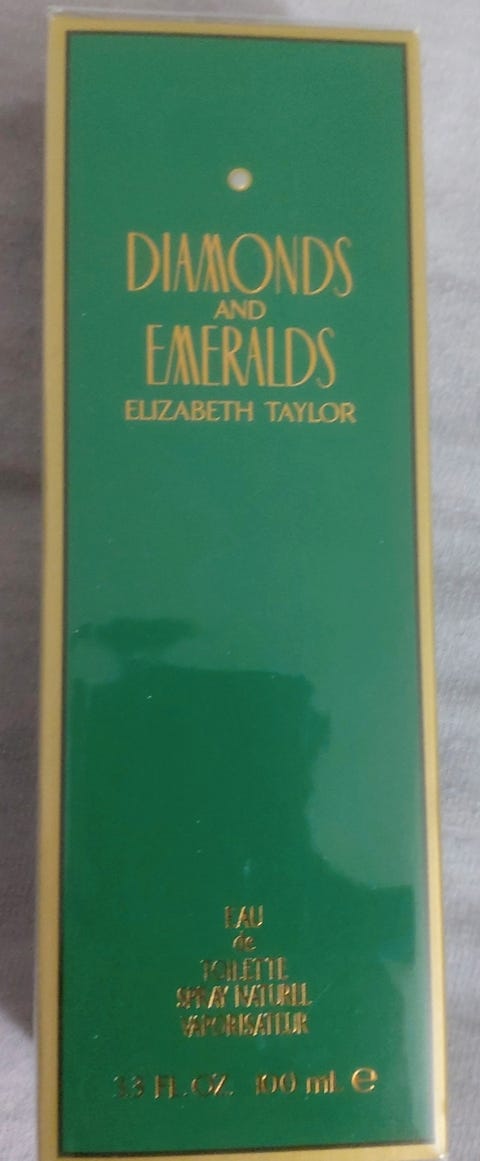 DIAMONDS
AND
EMERALDS
ELIZABETH TAYLOR
EAU
de
TOILETTE
SPRAY NATUREL
VAPORISATEUR
3.3 FL. OZ. 100 ml. e